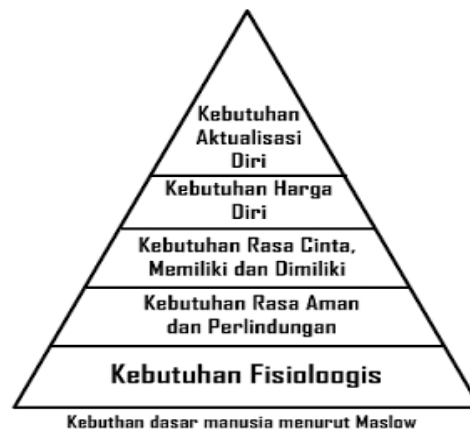 Kebutuhan
Aktualisasi
Diri
Kebutuhan Harga
Diri
Kebutuhan Rasa Cinta,
Memiliki dan Dimiliki
Kebutuhan Rasa Aman
dan Perlindungan
Kebutuhan Fisioloogis
Kebuthan dasar manusia menurut Maslow